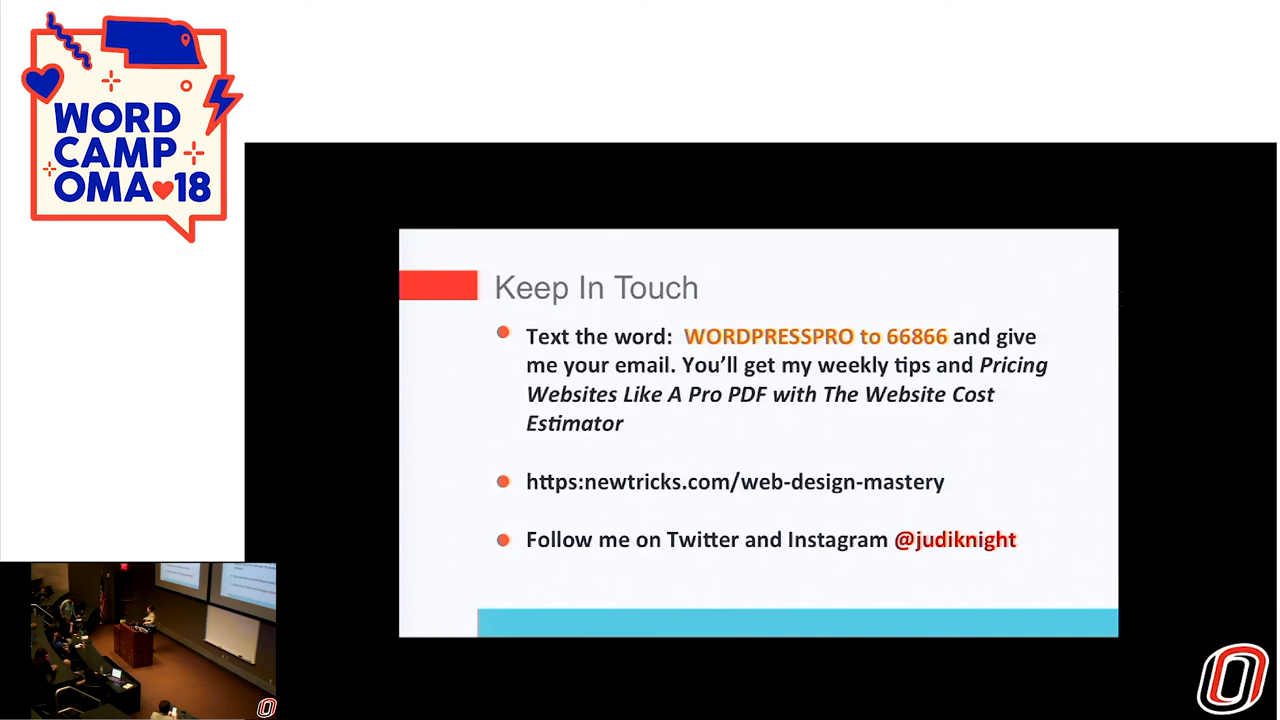 WORD
CAMP
OMA 18
Keep In Touch
Text the word: WORDPRESSPRO to 66866 and give
me your email. You'll get my weekly tips and Pricing
Websites Like A Pro PDF with The Website Cost
Estimator
https:newtricks.com/web-design-mastery
Follow me on Twitter and Instagram @judiknight